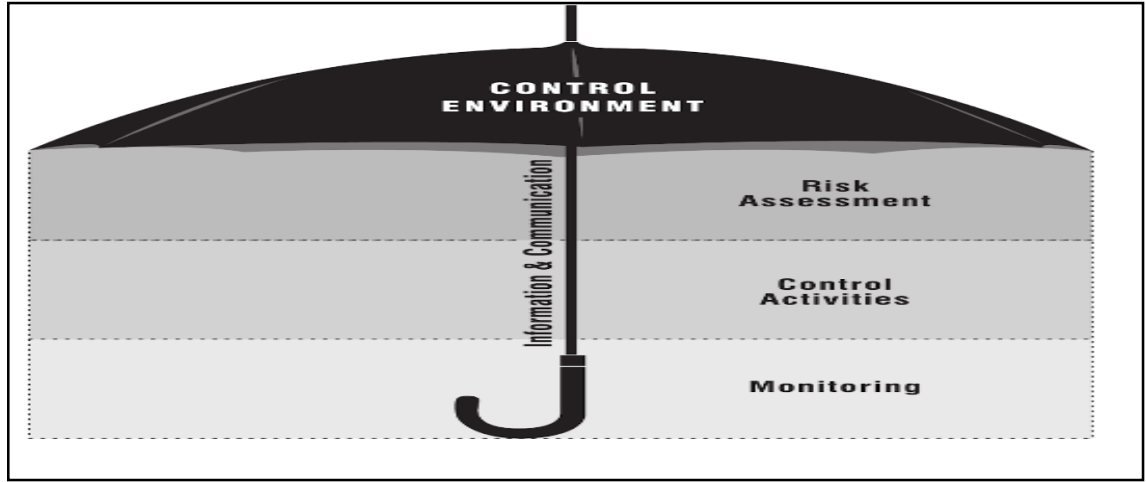 CONTROL
ENVIRONMENT
Information & Communication
Risk
Assessment
Control
Activities
Monitoring